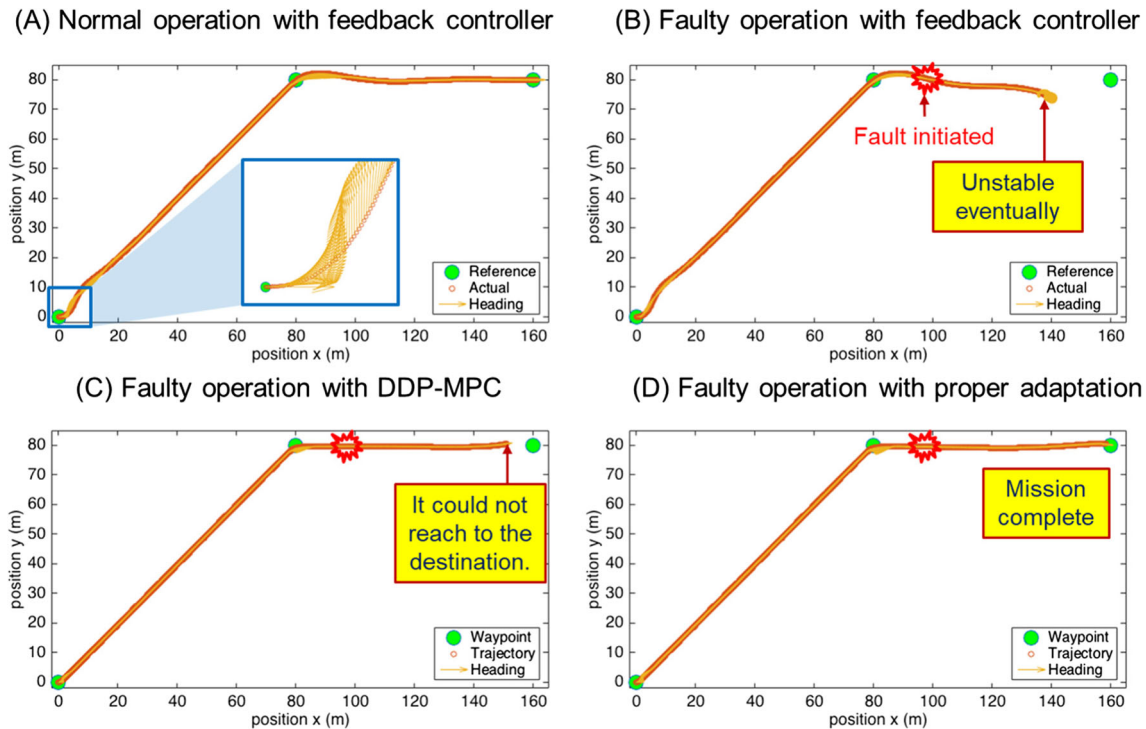 (A) Normal operation with feedback controller
80
70
60
50
40
30
20
10
0
position y (m)
0 20 40 60 80 100 120 140 160
position x (m)
Reference
Actual
Heading
(B) Faulty operation with feedback controller
80
70
60
50
40
30
20
10
0
position y (m)
Fault initiated
Unstable
eventually
Reference
Actual
Heading
0 20 40 60 80 100 120 140 160
position x (m)
(C) Faulty operation with DDP-MPC
80
70
60
50
40
30
20
10
0
position y (m)
It could not
reach to the
destination.
Waypoint
Trajectory
Heading
0 20 40 60 80 100 120 140 160
position x (m)
(D) Faulty operation with proper adaptation
80
70
60
50
40
30
20
10
0
position y (m)
Mission
complete
Waypoint
Trajectory
Heading
0 20 40 60 80 100 120 140 160
position x (m)